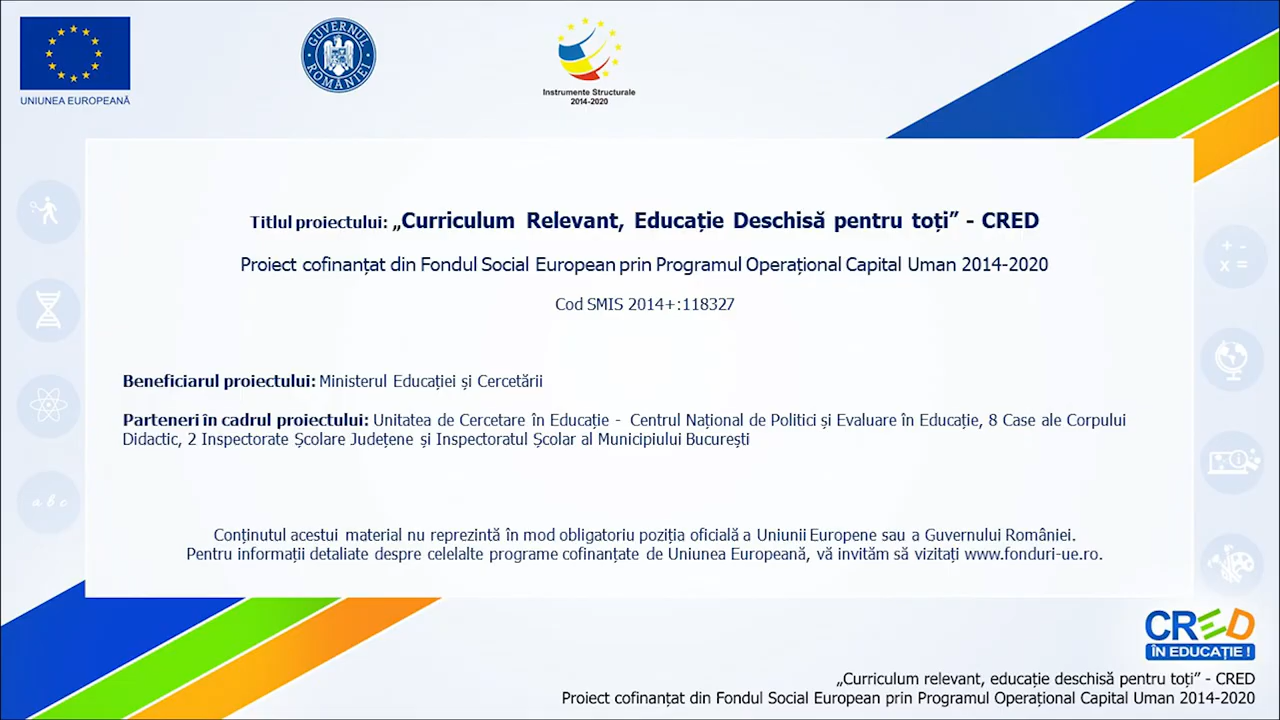 UNIUNEA EUROPEANĂ
GUVERNUL ROMÂNIEI
Instrumente Structurale
2014-2020
Titlul proiectului: „Curriculum Relevant, Educație Deschisă pentru toți” - CRED
Proiect cofinanțat din Fondul Social European prin Programul Operațional Capital Uman 2014-2020
Cod SMIS 2014+:118327
Beneficiarul proiectului: Ministerul Educației și Cercetării
Parteneri în cadrul proiectului: Unitatea de Cercetare în Educație - Centrul Național de Politici și Evaluare în Educație, 8 Case ale Corpului
Didactic, 2 Inspectorate Școlare Județene și Inspectoratul Școlar al Municipiului București
Conținutul acestui material nu reprezintă în mod obligatoriu poziția oficială a Uniunii Europene sau a Guvernului României.
Pentru informații detaliate despre celelalte programe cofinanțate de Uniunea Europeană, vă invităm să vizitați www.fonduri-ue.ro.
+ -
x =
a b c
CRED
ÎN EDUCAȚIE !
„Curriculum relevant, educație deschisă pentru toți” - CRED
Proiect cofinanțat din Fondul Social European prin Programul Operațional Capital Uman 2014-2020